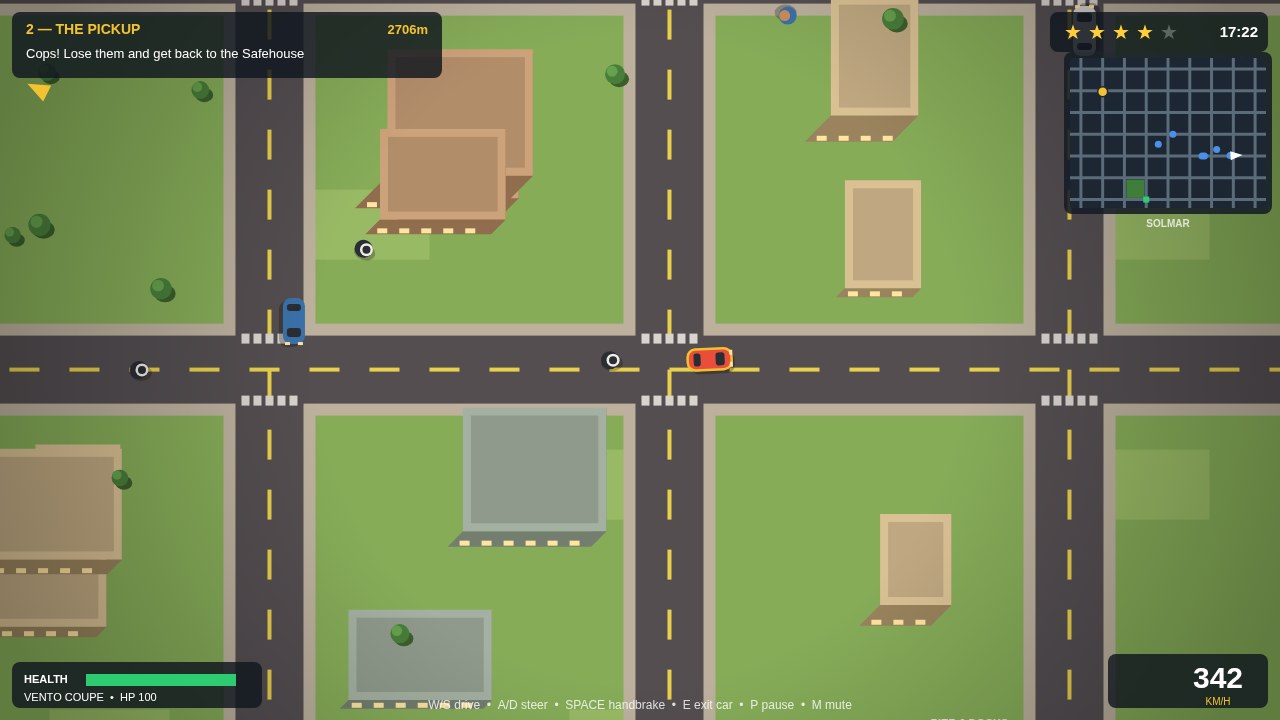 2 — THE PICKUP 2706m
Cops! Lose them and get back to the Safehouse
17:22
SOLMAR
HEALTH
VENTO COUPE • HP 100
W/S drive • A/D steer • SPACE handbrake • E exit car • P pause • M mute
342
KM/H